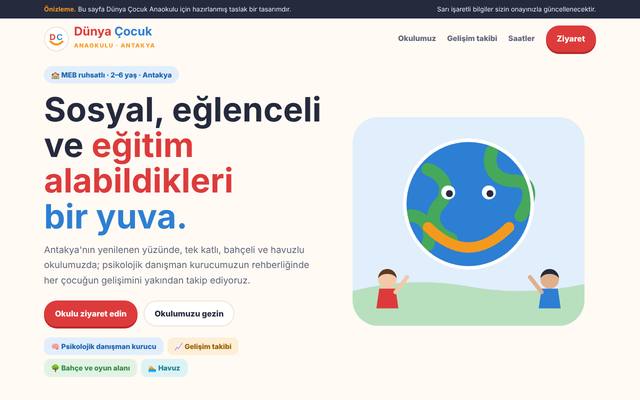 Önizleme. Bu sayfa Dünya Çocuk Anaokulu için hazırlanmış taslak bir tasarımdır.
Sarı işaretli bilgiler sizin onayınızla güncellenecektir.
DC
Dünya Çocuk
ANAOKULU · ANTAKYA
Okulumuz
Gelişim takibi
Saatler
Ziyaret
MEB ruhsatlı · 2–6 yaş · Antakya
Sosyal, eğlenceli
ve eğitim
alabildikleri
bir yuva.
Antakya'nın yenilenen yüzünde, tek katlı, bahçeli ve havuzlu
okulumuzda; psikolojik danışman kurucumuzun rehberliğinde
her çocuğun gelişimini yakından takip ediyoruz.
Okulu ziyaret edin
Okulumuzu gezin
Psikolojik danışman kurucu
Gelişim takibi
Bahçe ve oyun alanı
Havuz